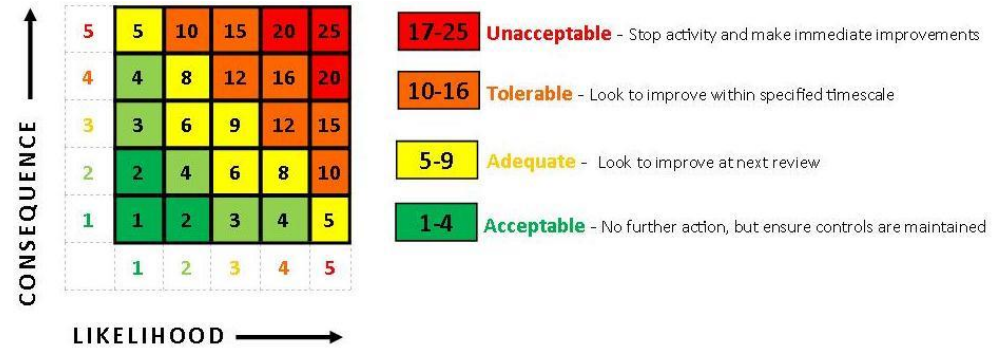 CONSEQUENCE
5 5 10 15 20 25
4 4 8 12 16 20
3 3 6 9 12 15
2 2 4 6 8 10
1 1 2 3 4 5
1 2 3 4 5
LIKELIHOOD
17-25 Unacceptable - Stop activity and make immediate improvements
10-16 Tolerable - Look to improve within specified timescale
5-9 Adequate - Look to improve at next review
1-4 Acceptable - No further action, but ensure controls are maintained